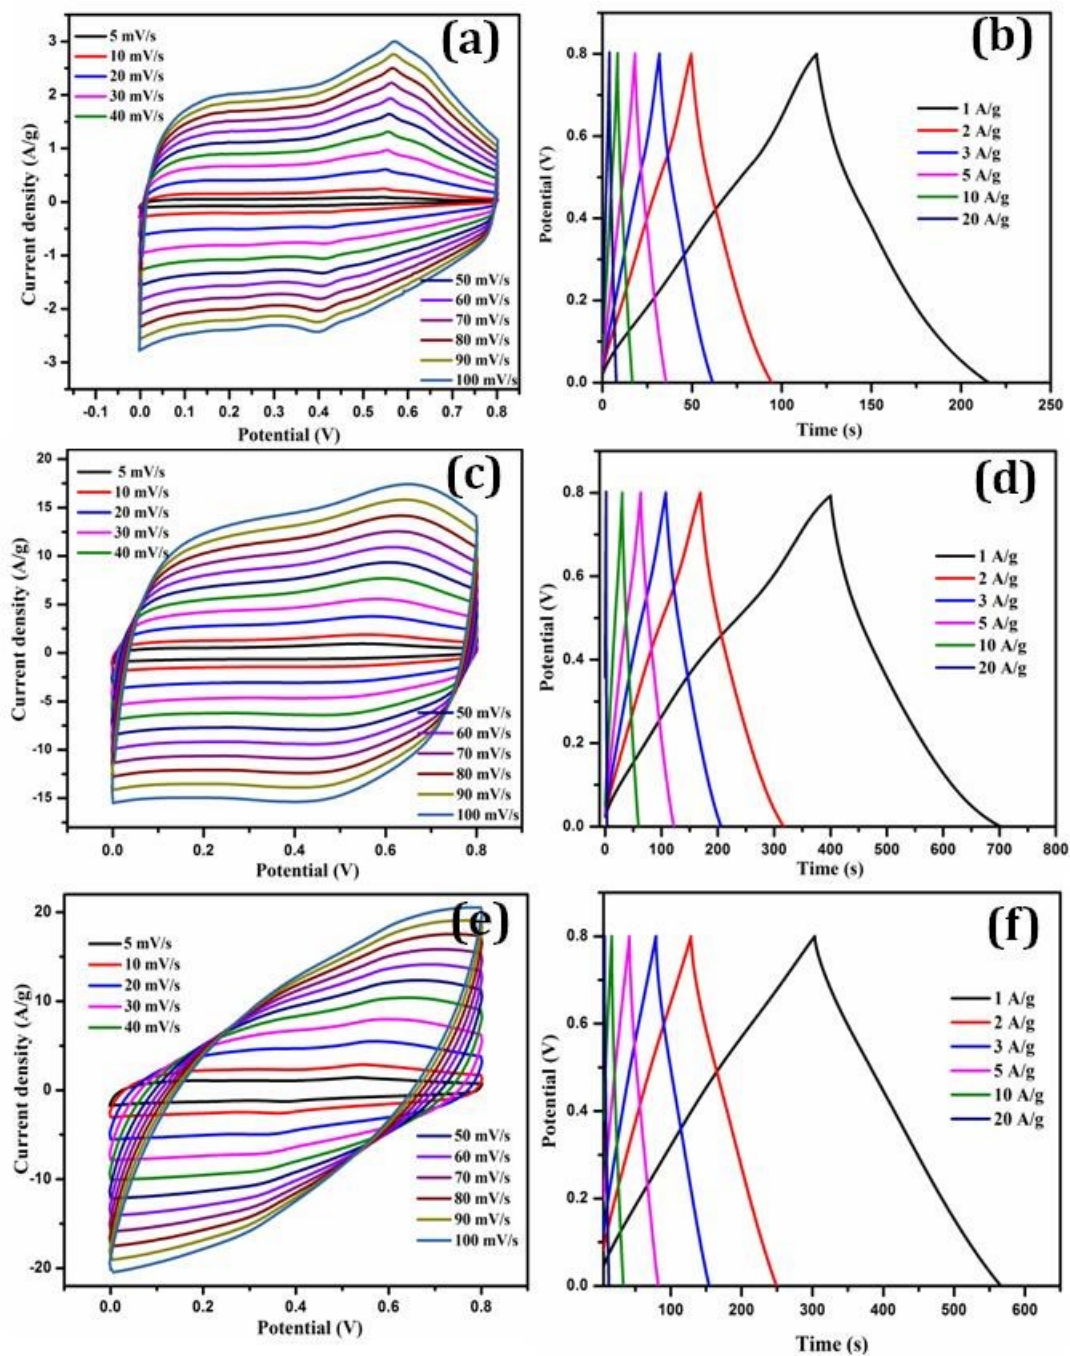 (a)
5 mV/s
10 mV/s
20 mV/s
30 mV/s
40 mV/s
3
2
1
0
-1
-2
-3
Current density (A/g)
50 mV/s
60 mV/s
70 mV/s
80 mV/s
90 mV/s
100 mV/s
-0.1 0.0 0.1 0.2 0.3 0.4 0.5 0.6 0.7 0.8
Potential (V)
(b)
0.8
0.6
0.4
0.2
0.0
Potential (V)
1 A/g
2 A/g
3 A/g
5 A/g
10 A/g
20 A/g
0 50 100 150 200 250
Time (s)
(c)
5 mV/s
10 mV/s
20 mV/s
30 mV/s
40 mV/s
20
15
10
5
0
-5
-10
-15
Current density (A/g)
50 mV/s
60 mV/s
70 mV/s
80 mV/s
90 mV/s
100 mV/s
0.0 0.2 0.4 0.6 0.8
Potential (V)
(d)
0.8
0.6
0.4
0.2
0.0
Potential (V)
1 A/g
2 A/g
3 A/g
5 A/g
10 A/g
20 A/g
0 100 200 300 400 500 600 700 800
Time (s)
(e)
5 mV/s
10 mV/s
20 mV/s
30 mV/s
40 mV/s
20
10
0
-10
-20
Current density (A/g)
50 mV/s
60 mV/s
70 mV/s
80 mV/s
90 mV/s
100 mV/s
0.0 0.2 0.4 0.6 0.8
Potential (V)
(f)
0.8
0.6
0.4
0.2
0.0
Potential (V)
1 A/g
2 A/g
3 A/g
5 A/g
10 A/g
20 A/g
100 200 300 400 500 600
Time (s)